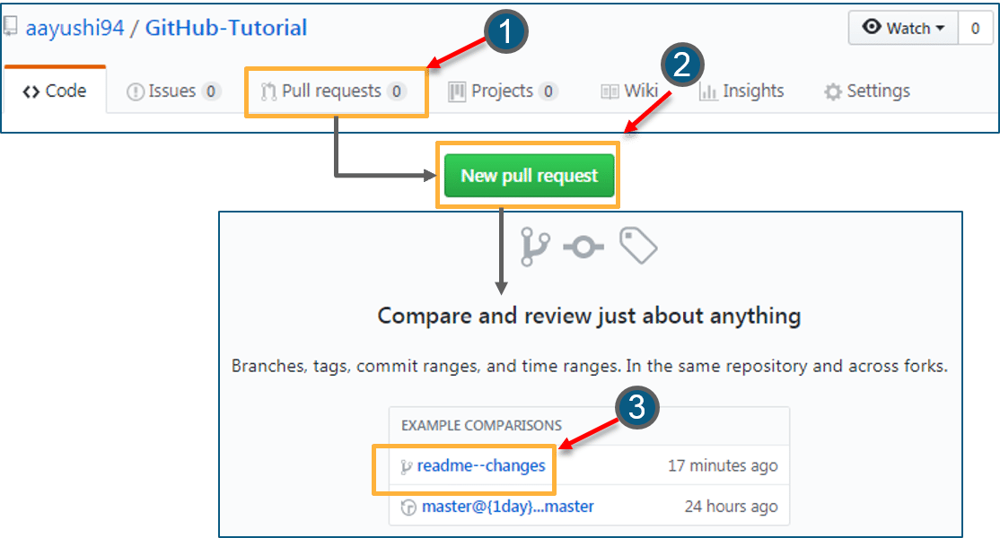 aayushi94 / GitHub-Tutorial
Watch 0
1
Code Issues 0 Pull requests 0 Projects 0 Wiki Insights Settings
2
New pull request
Compare and review just about anything
Branches, tags, commit ranges, and time ranges. In the same repository and across forks.
3
EXAMPLE COMPARISONS
readme--changes 17 minutes ago
master@{1day}...master 24 hours ago